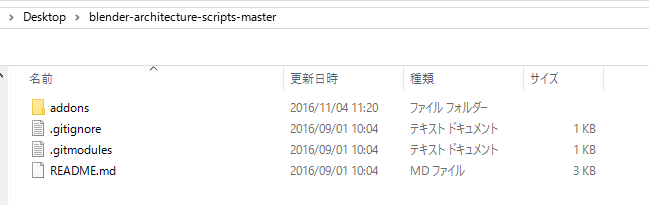 Desktop > blender-architecture-scripts-master
名前 更新日時 種類 サイズ
addons 2016/11/04 11:20 ファイル フォルダー
.gitignore 2016/09/01 10:04 テキスト ドキュメント 1 KB
.gitmodules 2016/09/01 10:04 テキスト ドキュメント 1 KB
README.md 2016/09/01 10:04 MD ファイル 3 KB